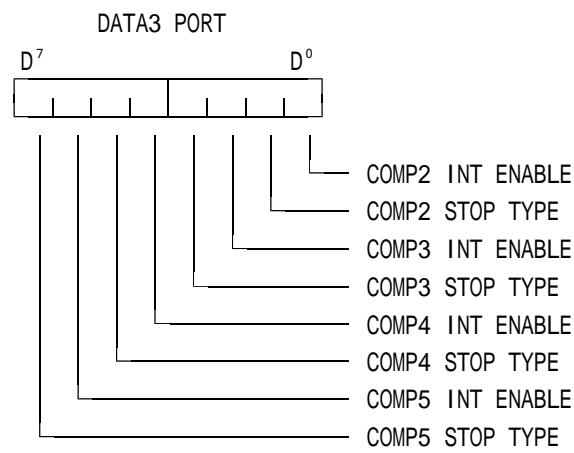 DATA3 PORT
D⁷ D⁰
COMP2 INT ENABLE
COMP2 STOP TYPE
COMP3 INT ENABLE
COMP3 STOP TYPE
COMP4 INT ENABLE
COMP4 STOP TYPE
COMP5 INT ENABLE
COMP5 STOP TYPE